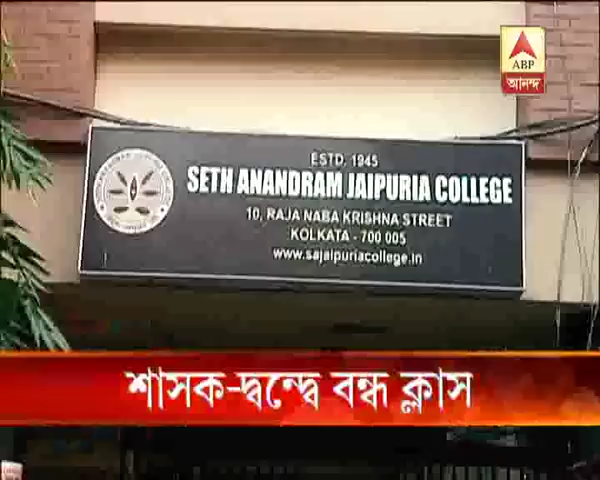 ABP
আনন্দ
ESTD. 1945
SETH ANANDRAM JAIPURIA COLLEGE
10, RAJA NABA KRISHNA STREET
KOLKATA - 700 005
www.sajaipuriacollege.in
শাসক-দ্বন্দ্বে বন্ধ ক্লাস